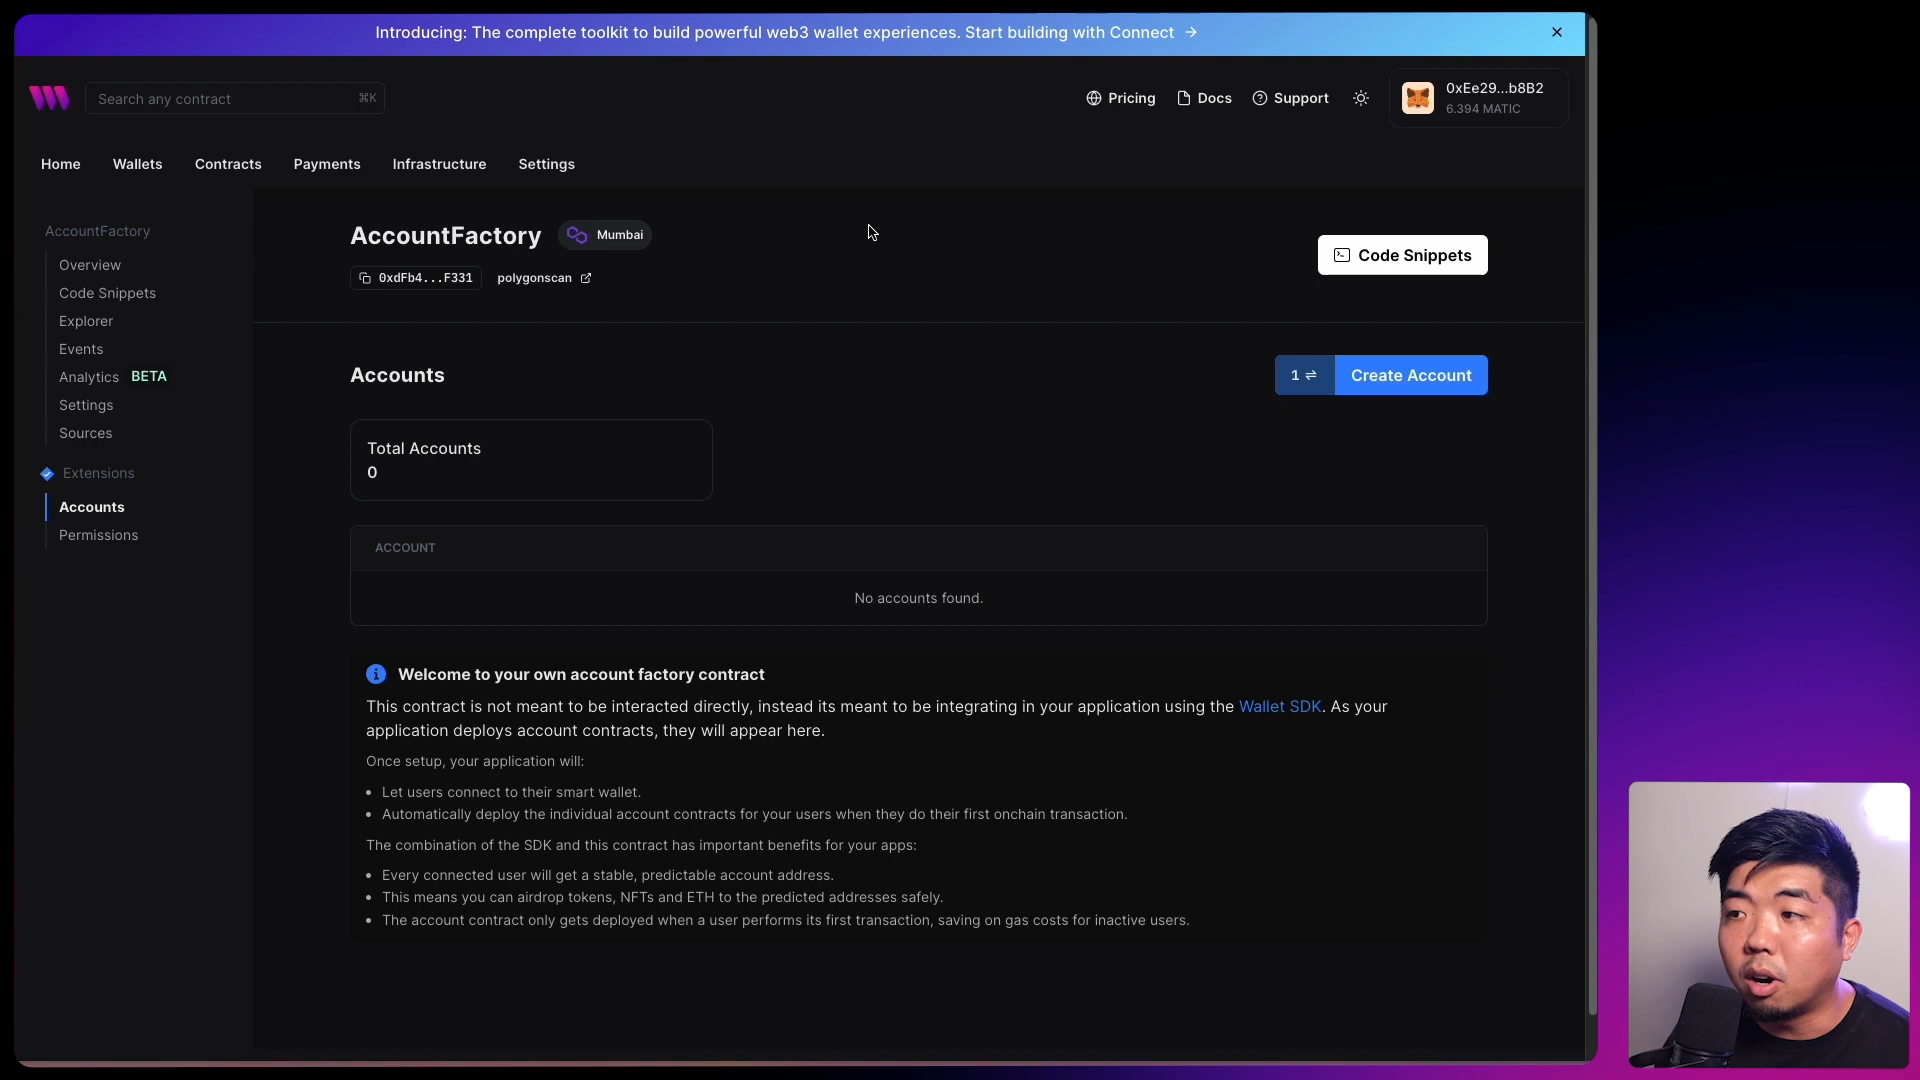 Introducing: The complete toolkit to build powerful web3 wallet experiences. Start building with Connect →
Search any contract ⌘K
Pricing
Docs
Support
0xEe29...b8B2
6.394 MATIC
Home
Wallets
Contracts
Payments
Infrastructure
Settings
AccountFactory
Overview
Code Snippets
Explorer
Events
Analytics BETA
Settings
Sources
Extensions
Accounts
Permissions
AccountFactory
Mumbai
0xdFb4...F331
polygonscan
Code Snippets
Accounts
1 ⇌
Create Account
Total Accounts
0
ACCOUNT
No accounts found.
Welcome to your own account factory contract
This contract is not meant to be interacted directly, instead its meant to be integrating in your application using the Wallet SDK. As your
application deploys account contracts, they will appear here.
Once setup, your application will:
• Let users connect to their smart wallet.
• Automatically deploy the individual account contracts for your users when they do their first onchain transaction.
The combination of the SDK and this contract has important benefits for your apps:
• Every connected user will get a stable, predictable account address.
• This means you can airdrop tokens, NFTs and ETH to the predicted addresses safely.
• The account contract only gets deployed when a user performs its first transaction, saving on gas costs for inactive users.